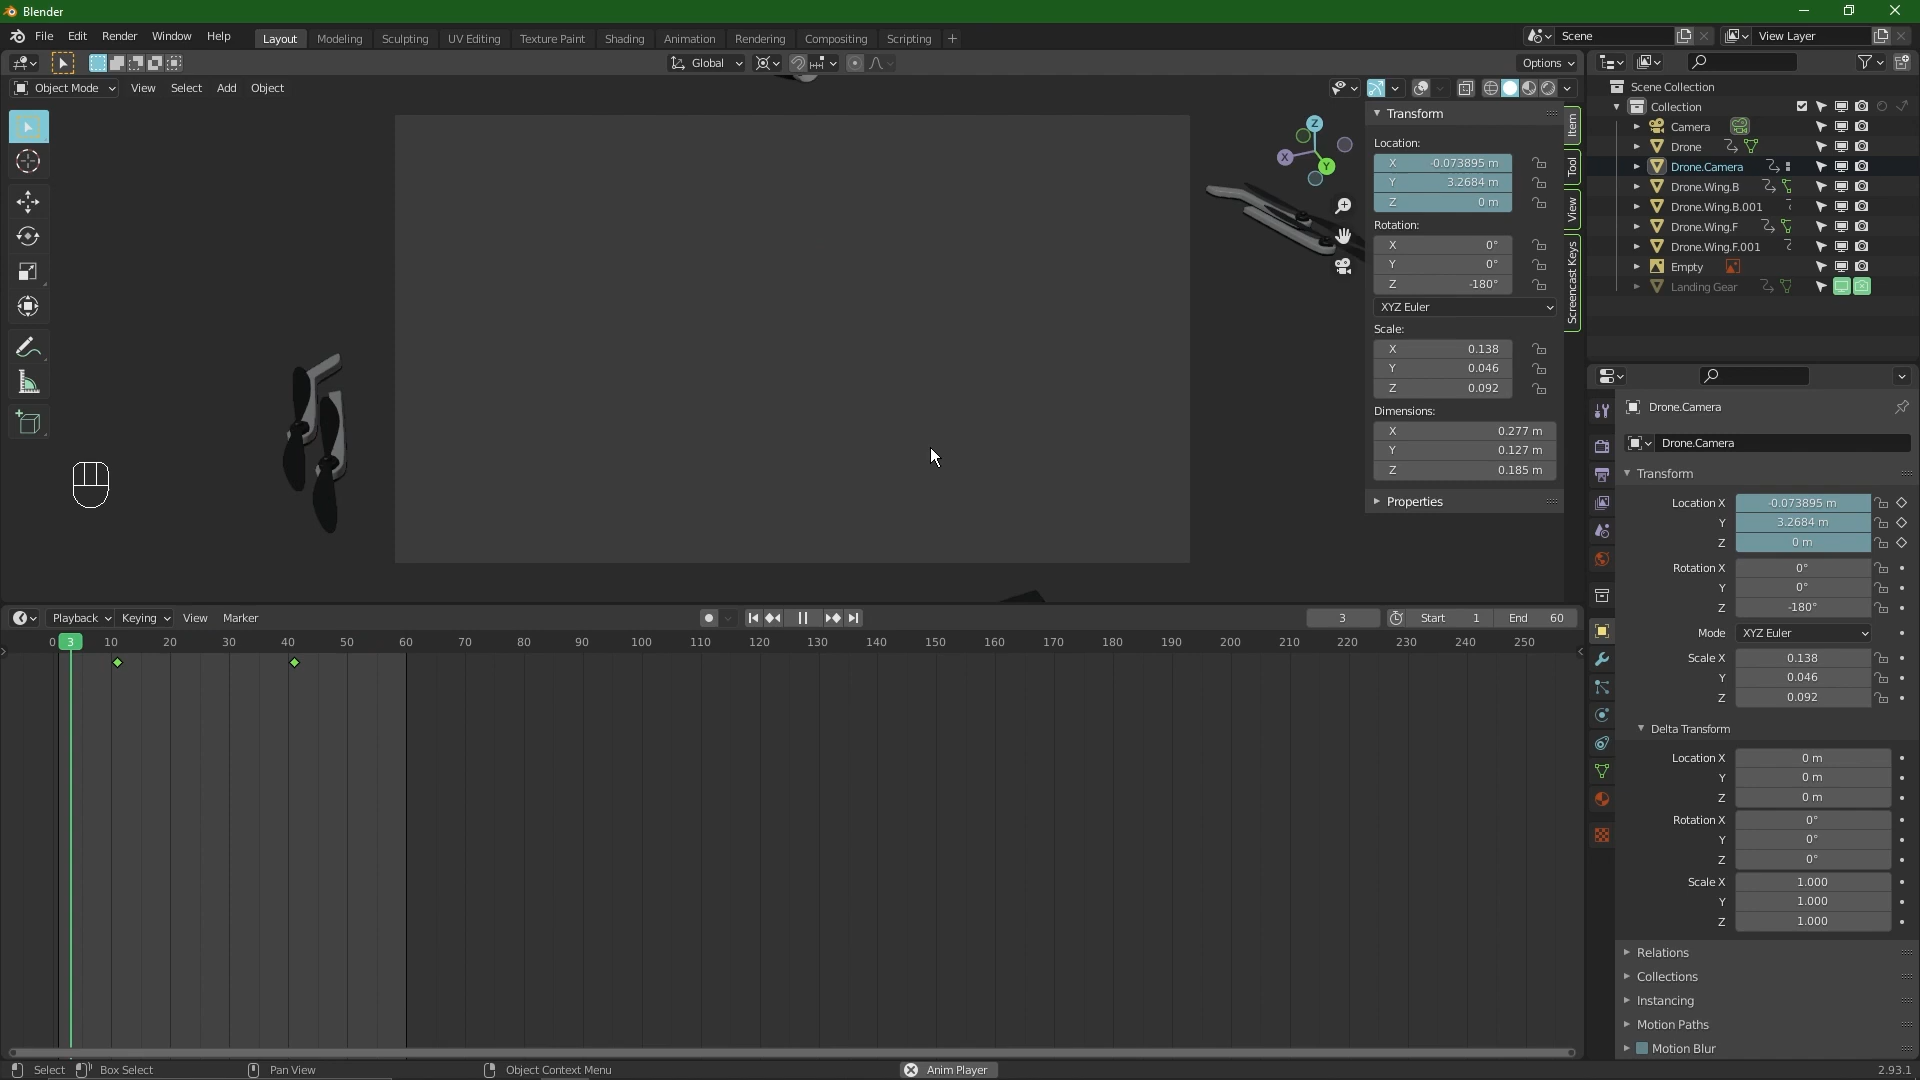 Blender
File Edit Render Window Help Layout Modeling Sculpting UV Editing Texture Paint Shading Animation Rendering Compositing Scripting + Scene View Layer
Global Options
Object Mode View Select Add Object
Z
X
Y
Item
Tool
View
Screencast Keys
Transform
Location:
X -0.073895 m
Y 3.2684 m
Z 0 m
Rotation:
X 0°
Y 0°
Z -180°
XYZ Euler
Scale:
X 0.138
Y 0.046
Z 0.092
Dimensions:
X 0.277 m
Y 0.127 m
Z 0.185 m
Properties
Scene Collection
Collection
Camera
Drone
Drone.Camera
Drone.Wing.B
Drone.Wing.B.001
Drone.Wing.F
Drone.Wing.F.001
Empty
Landing Gear
Drone.Camera
Drone.Camera
Transform
Location X -0.073895 m
Y 3.2684 m
Z 0 m
Rotation X 0°
Y 0°
Z -180°
Mode XYZ Euler
Scale X 0.138
Y 0.046
Z 0.092
Delta Transform
Location X 0 m
Y 0 m
Z 0 m
Rotation X 0°
Y 0°
Z 0°
Scale X 1.000
Y 1.000
Z 1.000
Relations
Collections
Instancing
Motion Paths
Motion Blur
Playback Keying View Marker 3 Start 1 End 60
0 3 10 20 30 40 50 60 70 80 90 100 110 120 130 140 150 160 170 180 190 200 210 220 230 240 250
Select Box Select Pan View Object Context Menu Anim Player 2.93.1